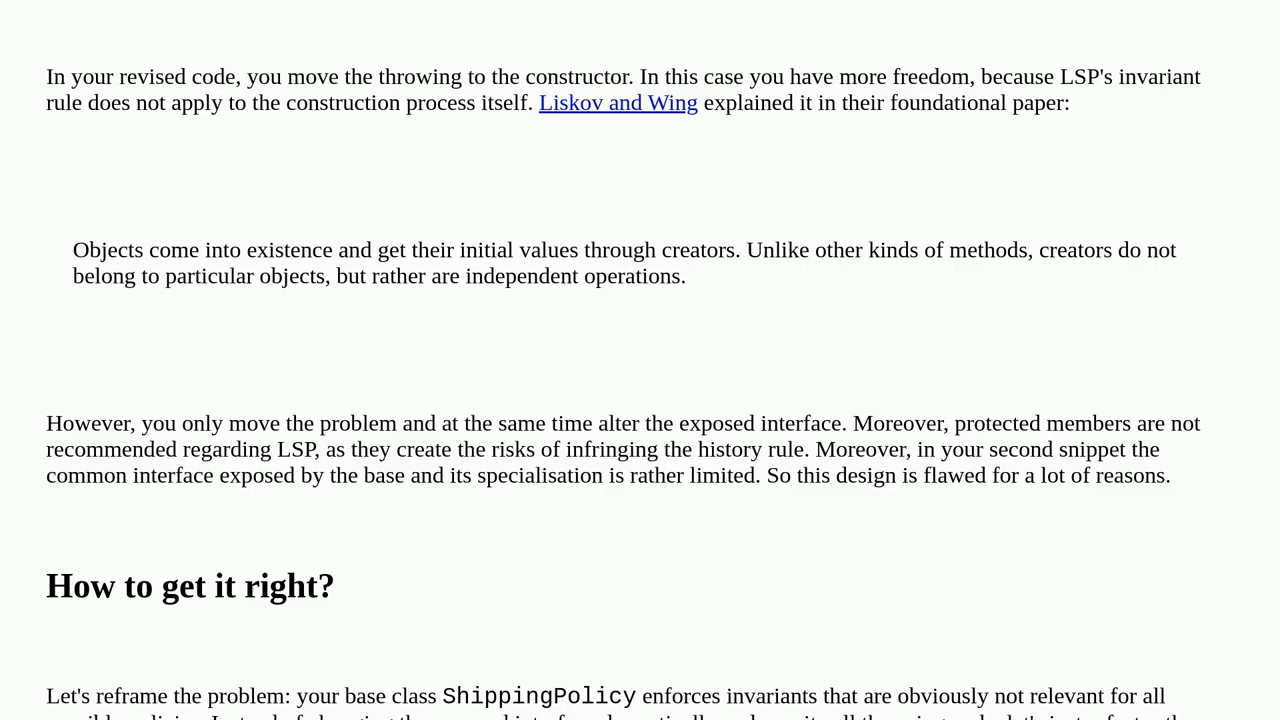 In your revised code, you move the throwing to the constructor. In this case you have more freedom, because LSP's invariant
rule does not apply to the construction process itself. Liskov and Wing explained it in their foundational paper:
Objects come into existence and get their initial values through creators. Unlike other kinds of methods, creators do not
belong to particular objects, but rather are independent operations.
However, you only move the problem and at the same time alter the exposed interface. Moreover, protected members are not
recommended regarding LSP, as they create the risks of infringing the history rule. Moreover, in your second snippet the
common interface exposed by the base and its specialisation is rather limited. So this design is flawed for a lot of reasons.
How to get it right?
Let's reframe the problem: your base class ShippingPolicy enforces invariants that are obviously not relevant for all